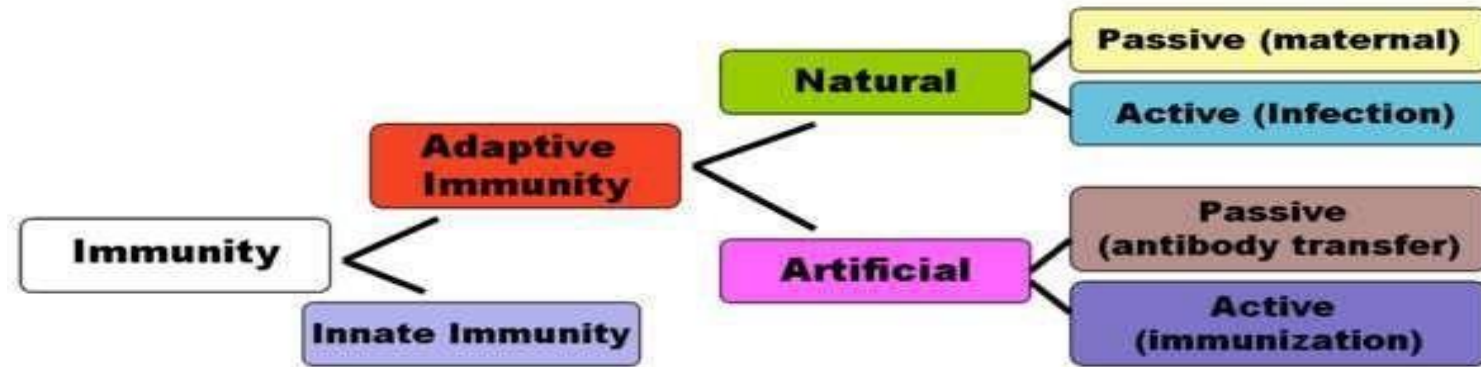 Immunity
Adaptive
Immunity
Innate Immunity
Natural
Artificial
Passive (maternal)
Active (Infection)
Passive
(antibody transfer)
Active
(immunization)